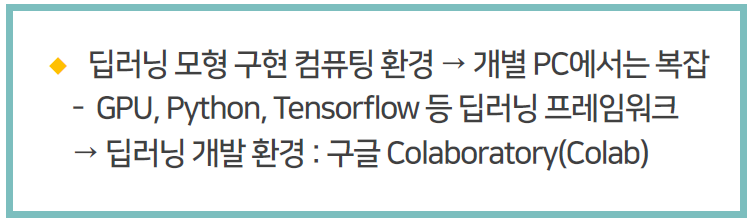 ◆ 딥러닝 모형 구현 컴퓨팅 환경 → 개별 PC에서는 복잡
- GPU, Python, Tensorflow 등 딥러닝 프레임워크
→ 딥러닝 개발 환경 : 구글 Colaboratory(Colab)